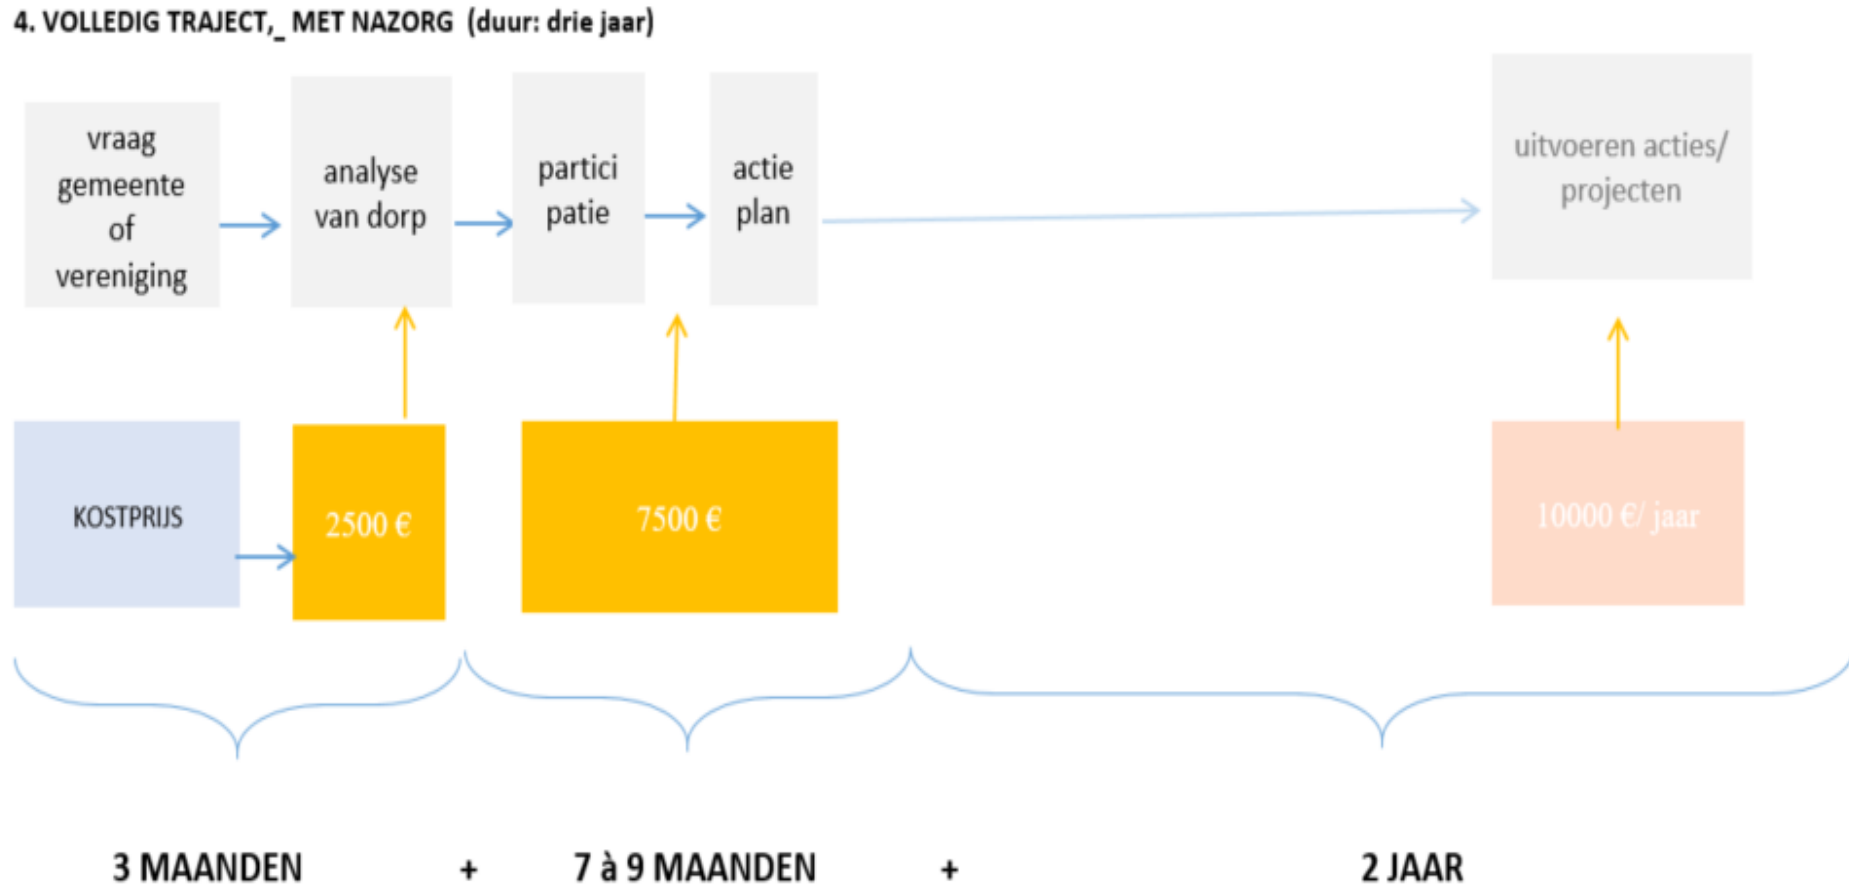 4. VOLLEDIG TRAJECT,_ MET NAZORG (duur: drie jaar)
vraag
gemeente
of
vereniging
analyse
van dorp
partici
patie
actie
plan
uitvoeren acties/
projecten
KOSTPRIJS
2500 €
7500 €
10000 €/ jaar
3 MAANDEN + 7 à 9 MAANDEN + 2 JAAR